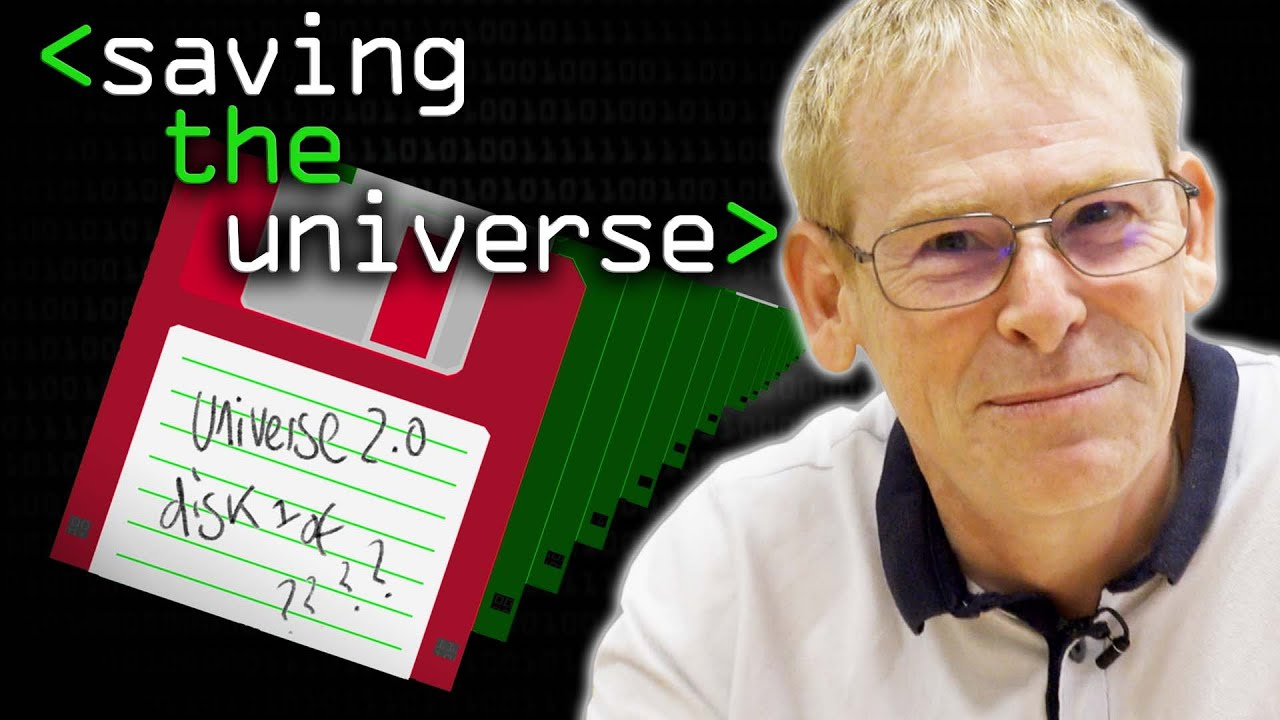 <saving
the
universe>
Universe 2.0
disk 1 of
????